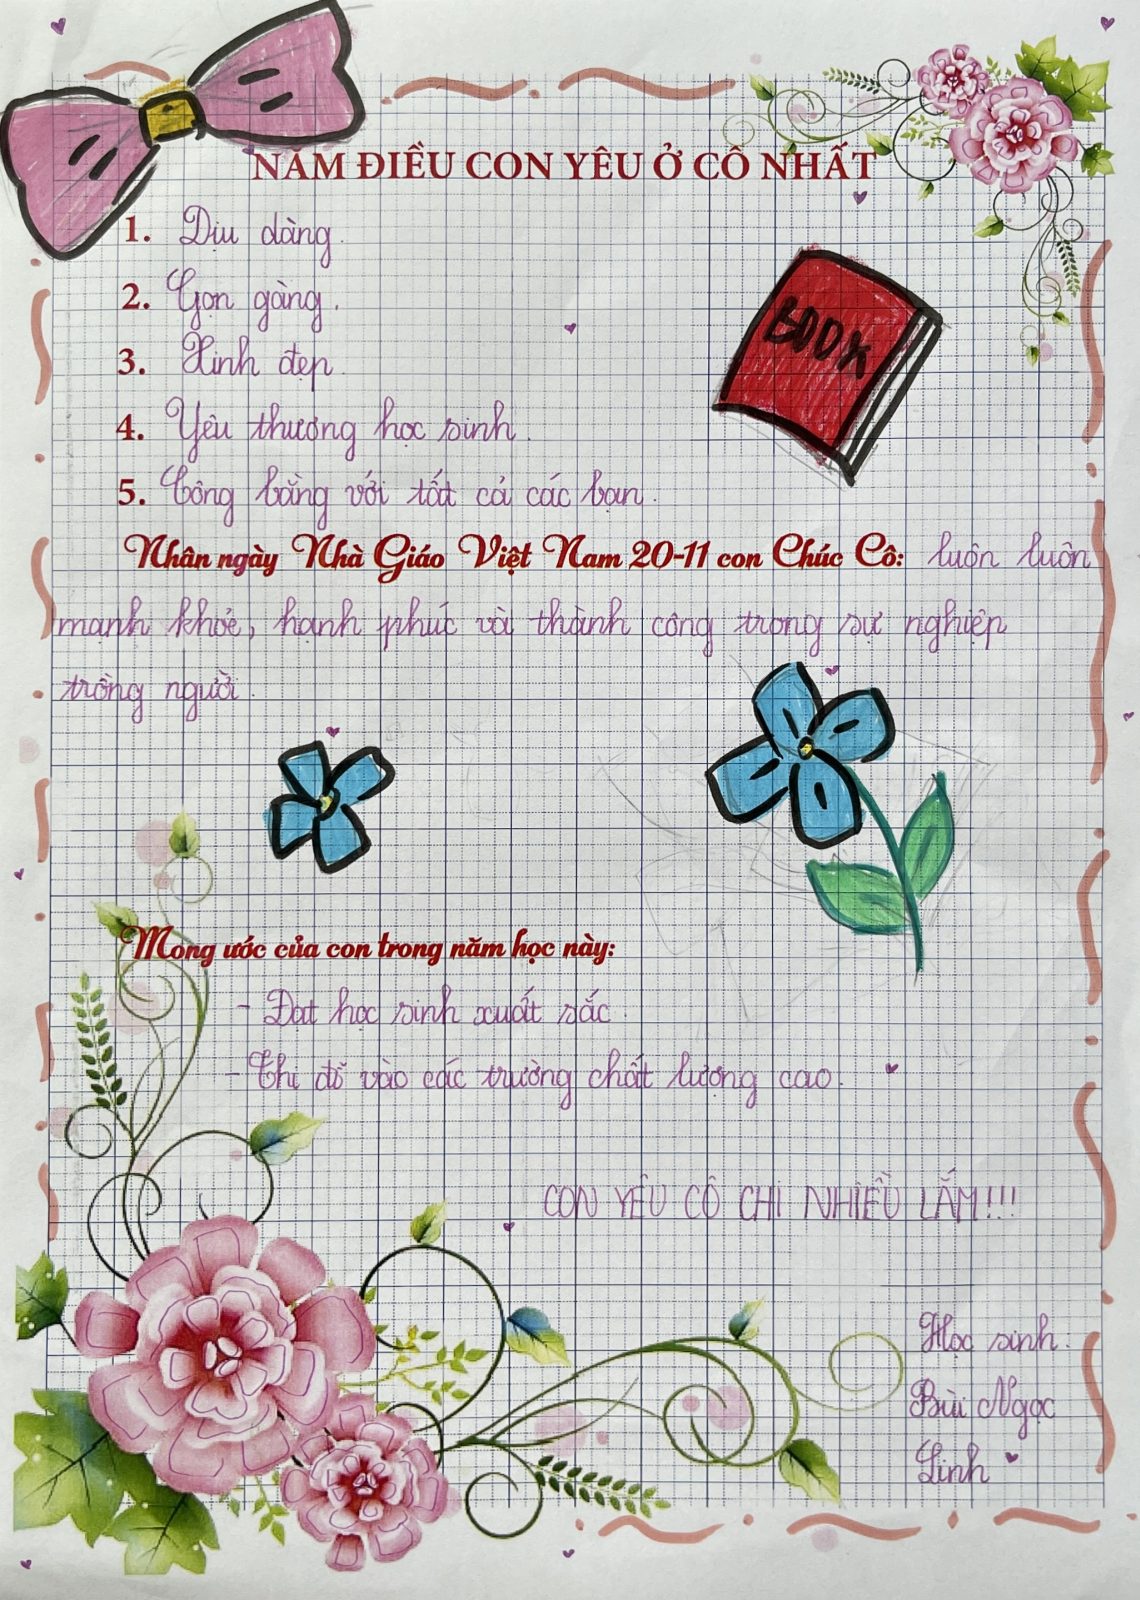 NĂM ĐIỀU CON YÊU Ở CÔ NHẤT
1. Dịu dàng.
2. Gọn gàng.
3. Xinh đẹp.
4. Yêu thương học sinh.
5. Công bằng với tất cả các bạn.
BOOK
Nhân ngày Nhà Giáo Việt Nam 20-11 con Chúc Cô: luôn luôn
mạnh khoẻ, hạnh phúc và thành công trong sự nghiệp
trồng người.
Mong ước của con trong năm học này:
- Đạt học sinh xuất sắc.
- Thi đỗ vào các trường chất lượng cao.
CON YÊU CÔ CHI NHIỀU LẮM!!!
Học sinh.
Bùi Ngọc
Linh